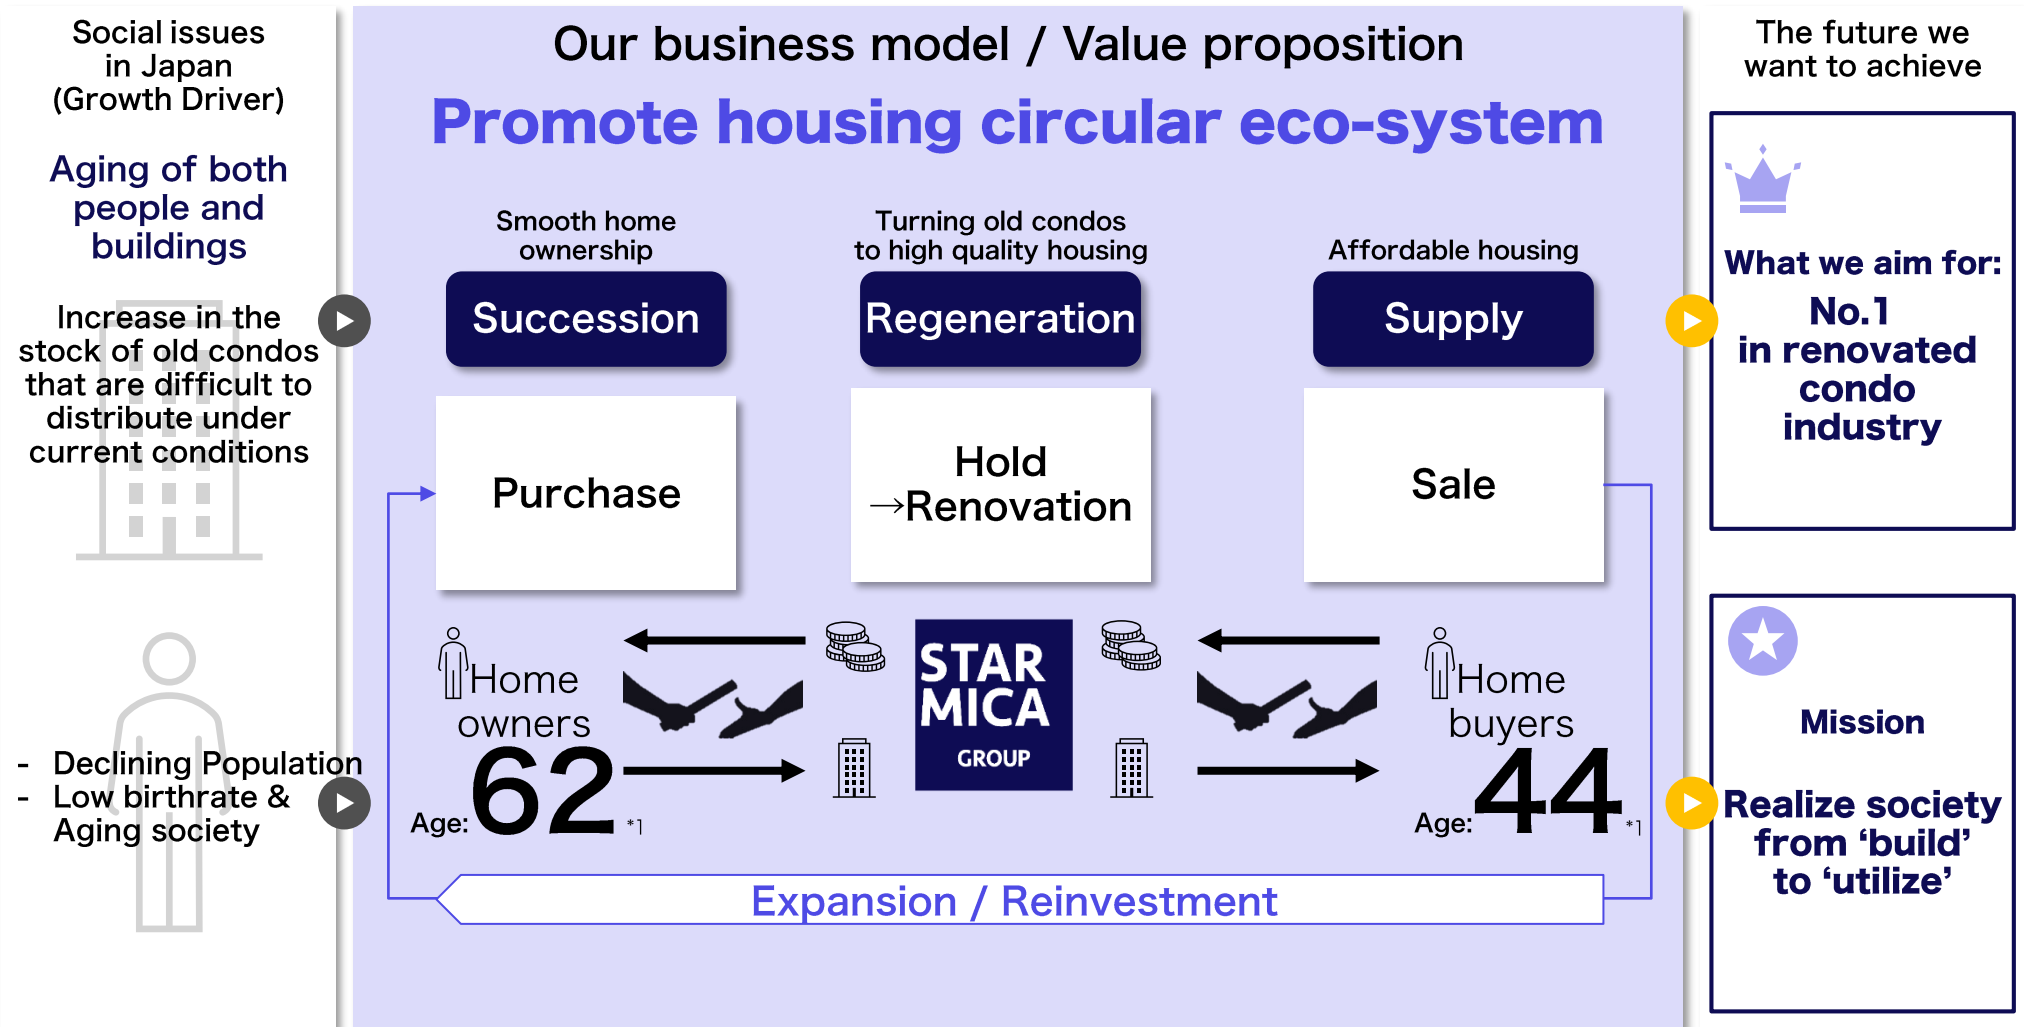 Social issues
in Japan
(Growth Driver)
Aging of both
people and
buildings
Increase in the
stock of old condos
that are difficult to
distribute under
current conditions
- Declining Population
- Low birthrate &
Aging society
Our business model / Value proposition
Promote housing circular eco-system
Smooth home
ownership
Succession
Purchase
Turning old condos
to high quality housing
Regeneration
Hold
→Renovation
Affordable housing
Supply
Sale
Home
owners
Age: 62 *1
STAR
MICA
GROUP
Home
buyers
Age: 44 *1
Expansion / Reinvestment
The future we
want to achieve
What we aim for:
No.1
in renovated
condo
industry
Mission
Realize society
from ‘build’
to ‘utilize’